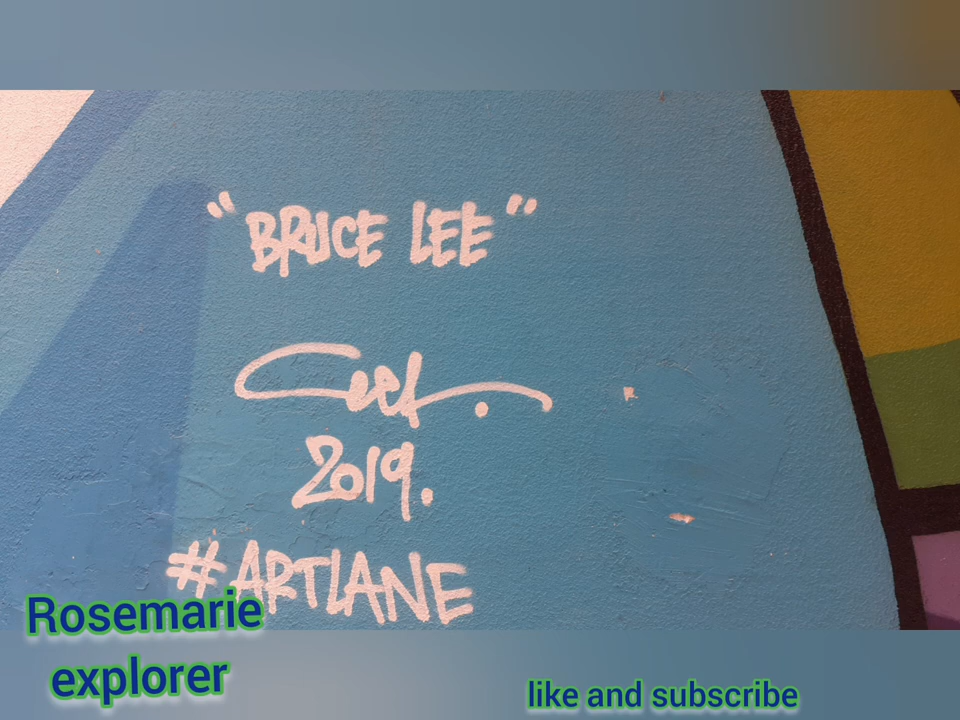 "BRUCE LEE"
2019.
#ARTLANE
Rosemarie
explorer
like and subscribe